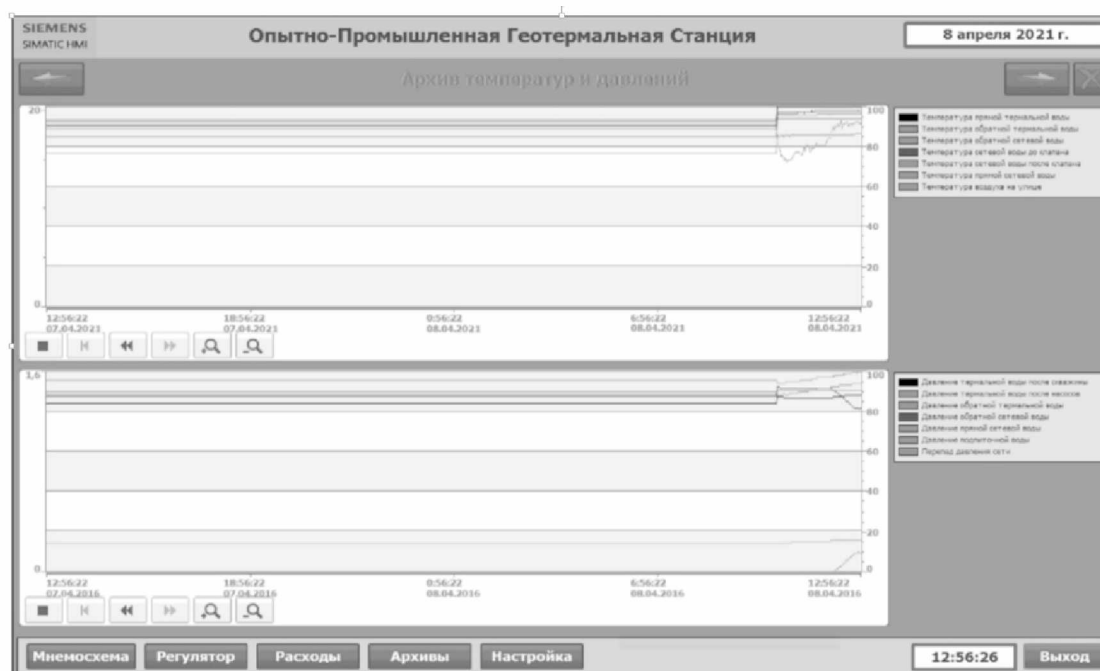 SIEMENS
SIMATIC HMI
Опытно-Промышленная Геотермальная Станция
8 апреля 2021 г.
Архив температур и давлений
20
0
100
80
60
40
20
0
12:56:22
07.04.2021
18:56:22
07.04.2021
0:56:22
08.04.2021
6:56:22
08.04.2021
12:56:22
08.04.2021
Температура прямой термальной воды
Температура обратной термальной воды
Температура обратной сетевой воды
Температура сетевой воды до клапана
Температура сетевой воды после клапана
Температура прямой сетевой воды
Температура воздуха на улице
1,6
0
100
80
60
40
20
0
12:56:22
07.04.2016
18:56:22
07.04.2016
0:56:22
08.04.2016
6:56:22
08.04.2016
12:56:22
08.04.2016
Давление термальной воды после скважины
Давление термальной воды после насосов
Давление обратной термальной воды
Давление обратной сетевой воды
Давление прямой сетевой воды
Давление подпиточной воды
Перепад давления сети
Мнемосхема
Регулятор
Расходы
Архивы
Настройка
12:56:26
Выход